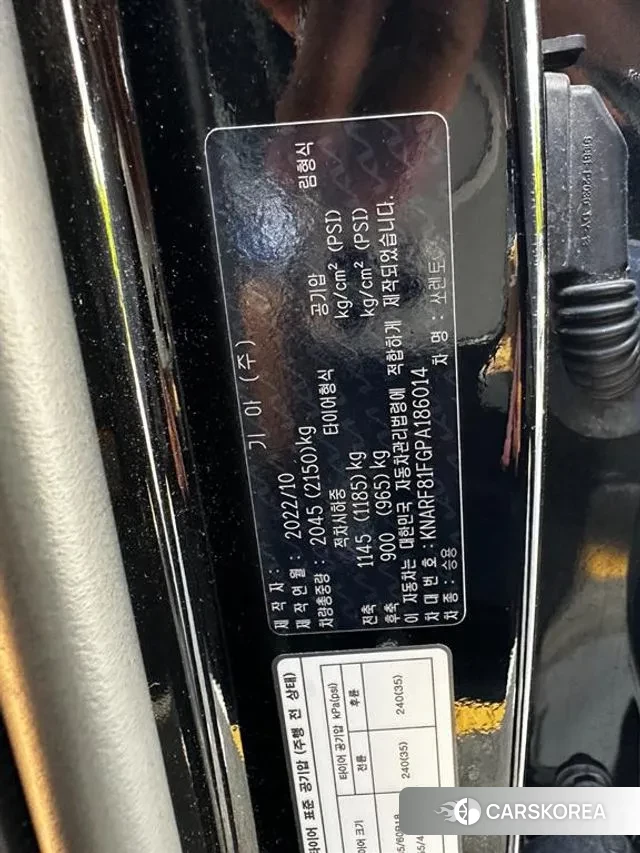 제작자 : 기아 (주)
제작연월 : 2022/10
차량총중량 : 2045 (2150)kg
적차시하중 타이어형식 공기압 림형식
전축 1145 (1185)kg kg/cm² (PSI)
후축 900 (965)kg kg/cm² (PSI)
이 자동차는 대한민국 자동차관리법령에 적합하게 제작되었습니다.
차대번호 : KNARF81FGPA186014
차종 : 승용 차명 : 쏘렌토
타이어 표준 공기압 (주행 전 상태)
타이어 크기 타이어 공기압 kPa(psi)
전륜 후륜
240(35) 240(35)
CARSKOREA